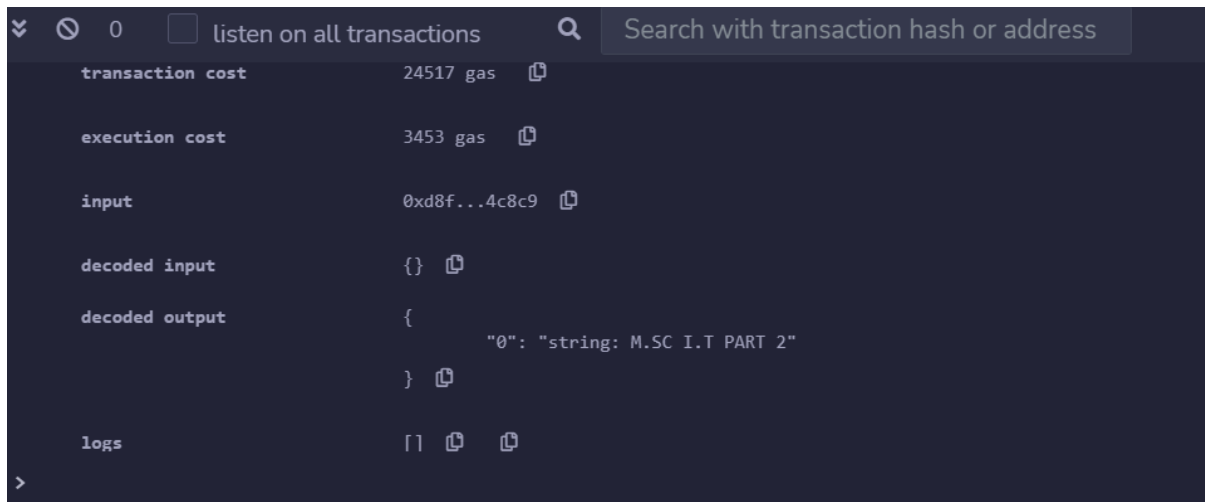 0 listen on all transactions Search with transaction hash or address
transaction cost 24517 gas
execution cost 3453 gas
input 0xd8f...4c8c9
decoded input {}
decoded output {
"0": "string: M.SC I.T PART 2"
}
logs []
>